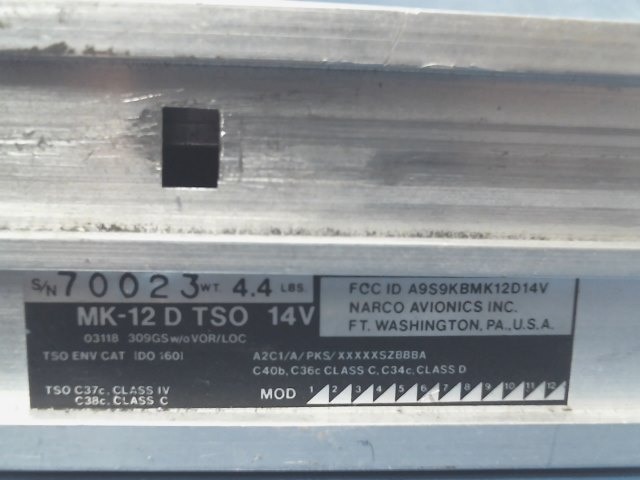 S/N 70023 WT. 4.4 LBS.
MK-12 D TSO 14V
03118 309GS w/o VOR/LOC
FCC ID A9S9KBMK12D14V
NARCO AVIONICS INC.
FT. WASHINGTON, PA., U.S.A.
TSO ENV CAT (DO 160) A2C1/A/PKS/XXXXXSZBBBA
C40b, C36c CLASS C, C34c, CLASS D
TSO C37c, CLASS IV
C38c, CLASS C
MOD 1 2 3 4 5 6 7 8 9 10 11 12